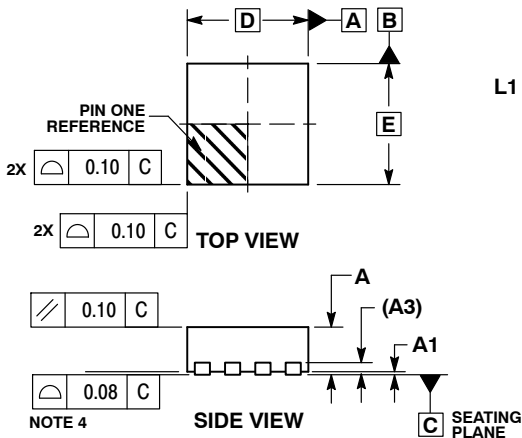 D
A
B
L1
PIN ONE
REFERENCE
E
2X ⌓ 0.10 C
2X ⌓ 0.10 C
TOP VIEW
A
(A3)
⫽ 0.10 C
A1
⌓ 0.08 C
NOTE 4
SIDE VIEW
C SEATING
PLANE